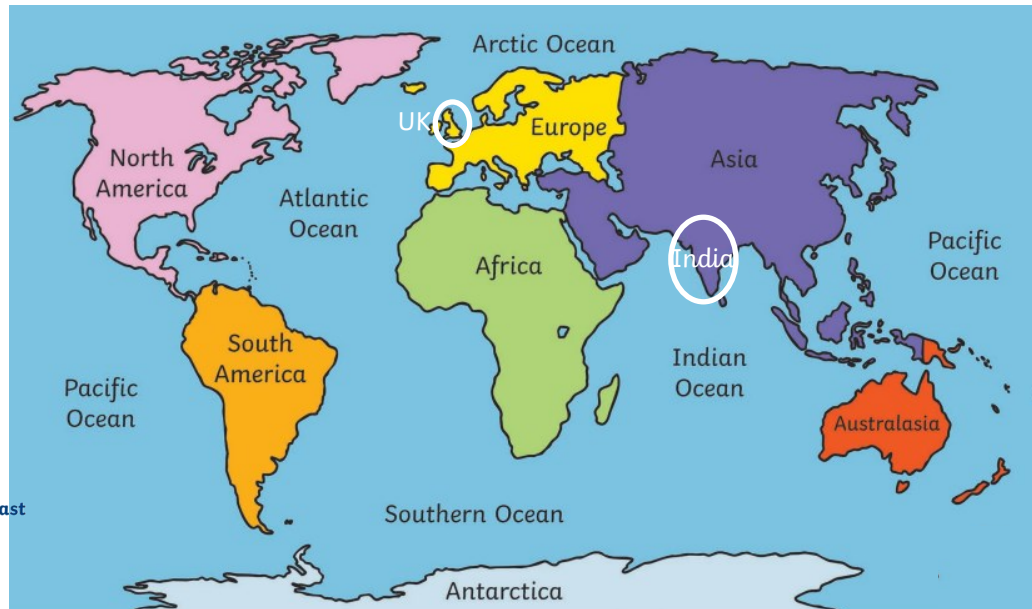 Arctic Ocean
UK
Europe
North
America
Asia
Atlantic
Ocean
Pacific
Ocean
Africa
India
South
America
Indian
Ocean
Pacific
Ocean
Australasia
ast
Southern Ocean
Antarctica